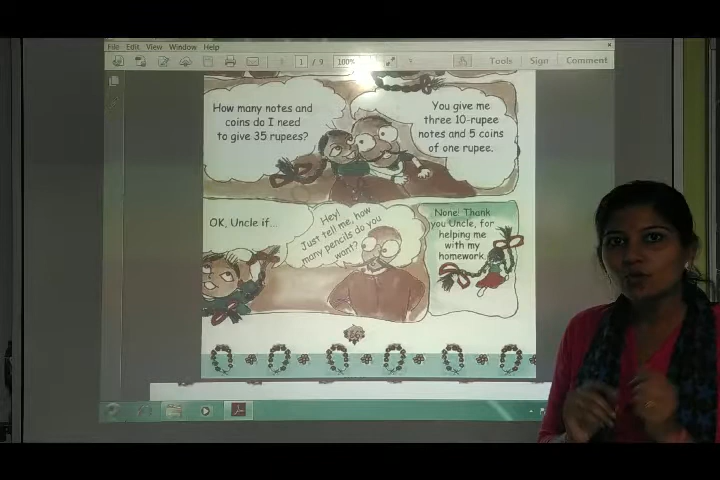 File Edit View Window Help
1 / 9 100% Tools Sign Comment
How many notes and
coins do I need
to give 35 rupees?
You give me
three 10-rupee
notes and 5 coins
of one rupee.
OK, Uncle if...
Hey!
Just tell me, how
many pencils do you
want?
None! Thank
you Uncle, for
helping me
with my
homework.